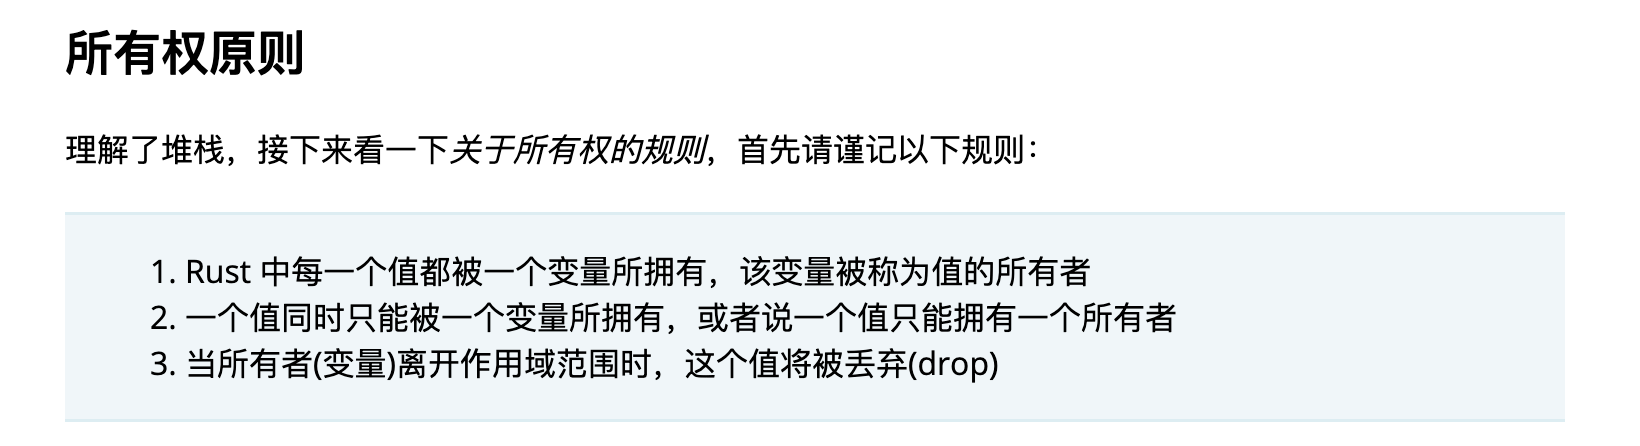 所有权原则
理解了堆栈，接下来看一下关于所有权的规则，首先请谨记以下规则：
1. Rust 中每一个值都被一个变量所拥有，该变量被称为值的所有者
2. 一个值同时只能被一个变量所拥有，或者说一个值只能拥有一个所有者
3. 当所有者(变量)离开作用域范围时，这个值将被丢弃(drop)